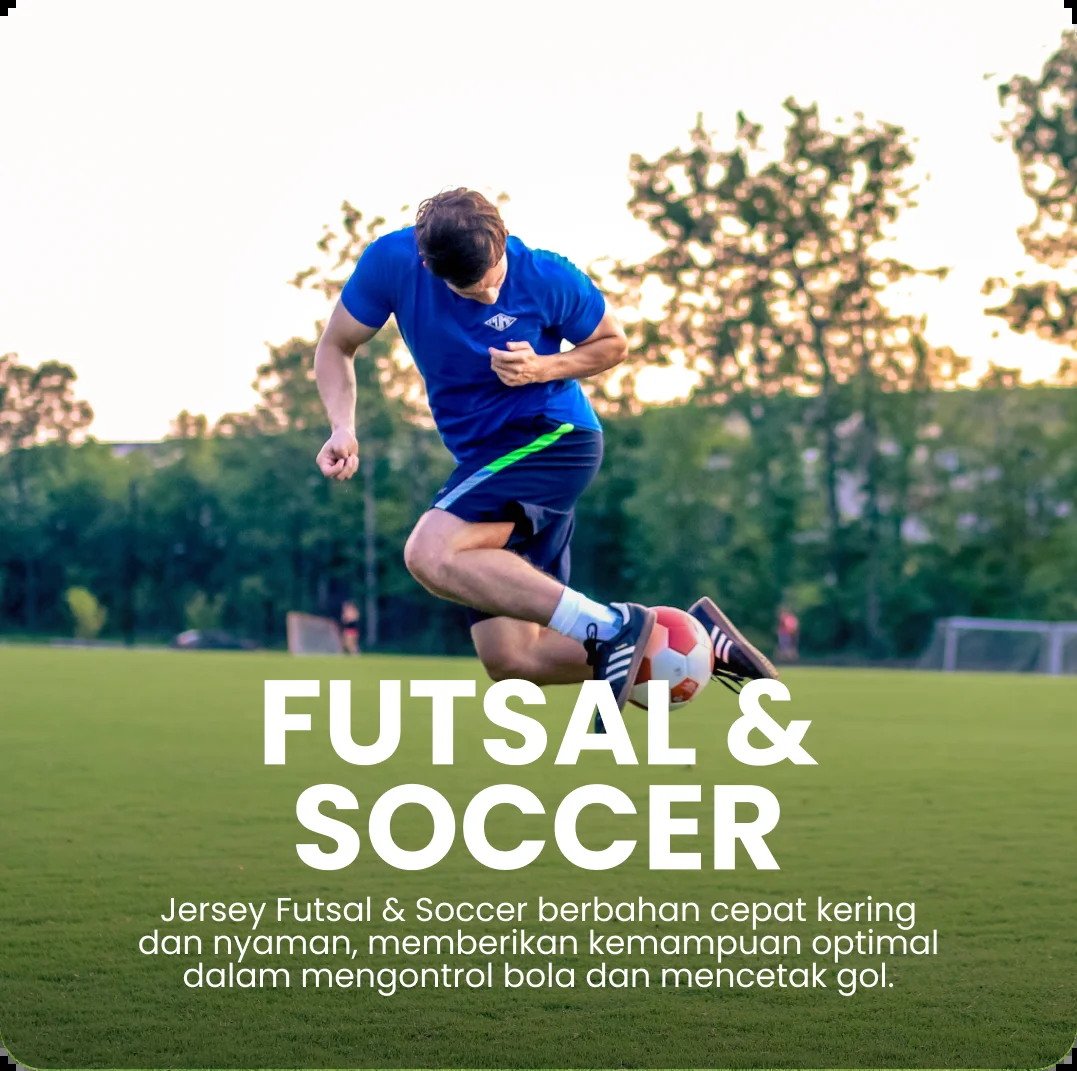 FUTSAL &
SOCCER
Jersey Futsal & Soccer berbahan cepat kering
dan nyaman, memberikan kemampuan optimal
dalam mengontrol bola dan mencetak gol.